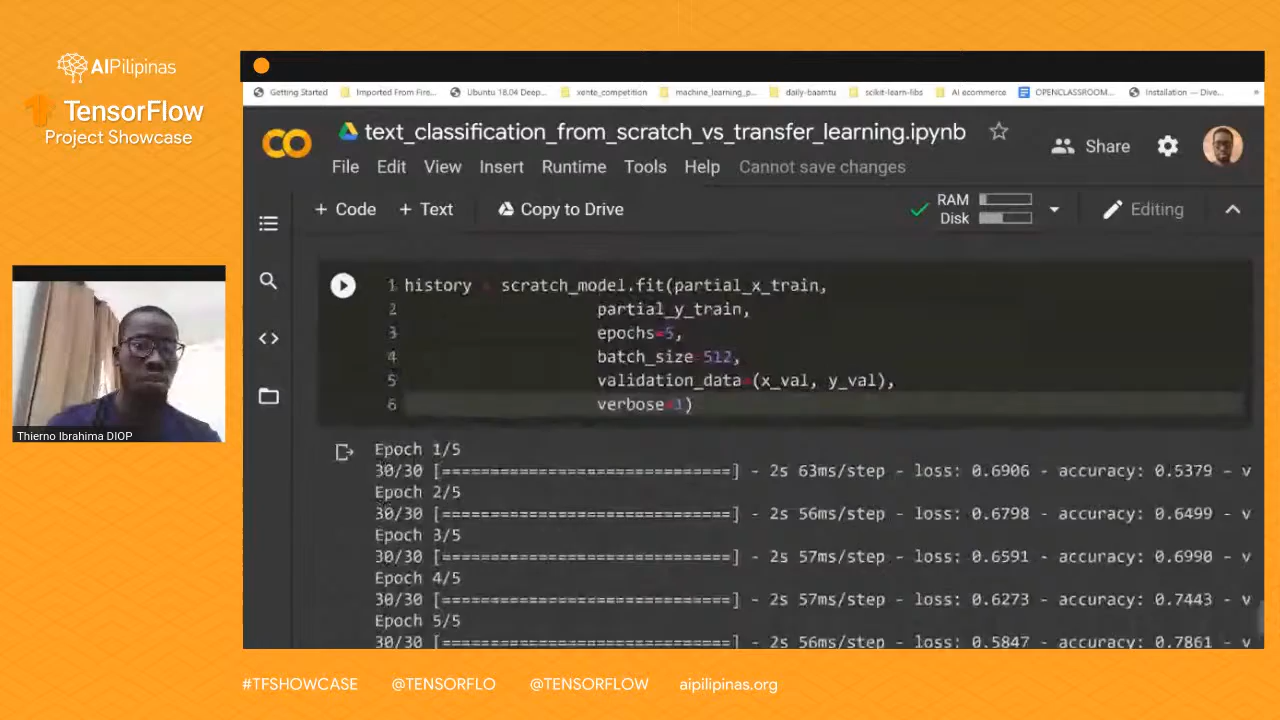 AIPilipinas
TensorFlow
Project Showcase
Getting Started
Imported From Fire...
Ubuntu 18.04 Deep...
xente_competition
machine_learning_p...
daily-baamtu
scikit-learn-libs
AI ecommerce
OPENCLASSROOM...
Installation — Dive...
»
text_classification_from_scratch_vs_transfer_learning.ipynb
Share
File Edit View Insert Runtime Tools Help Cannot save changes
+ Code + Text Copy to Drive
RAM
Disk
Editing
1 history = scratch_model.fit(partial_x_train,
2 partial_y_train,
3 epochs=5,
4 batch_size=512,
5 validation_data=(x_val, y_val),
6 verbose=1)
Epoch 1/5
30/30 [==============================] - 2s 63ms/step - loss: 0.6906 - accuracy: 0.5379 - v
Epoch 2/5
30/30 [==============================] - 2s 56ms/step - loss: 0.6798 - accuracy: 0.6499 - v
Epoch 3/5
30/30 [==============================] - 2s 57ms/step - loss: 0.6591 - accuracy: 0.6990 - v
Epoch 4/5
30/30 [==============================] - 2s 57ms/step - loss: 0.6273 - accuracy: 0.7443 - v
Epoch 5/5
30/30 [==============================] - 2s 56ms/step - loss: 0.5847 - accuracy: 0.7861 - v
Thierno Ibrahima DIOP
#TFSHOWCASE @TENSORFLO @TENSORFLOW aipilipinas.org